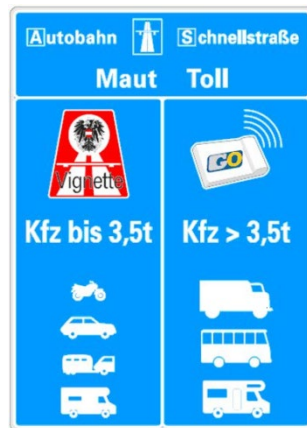 Autobahn Schnellstraße
Maut Toll
Vignette
GO
Kfz bis 3,5t
Kfz > 3,5t